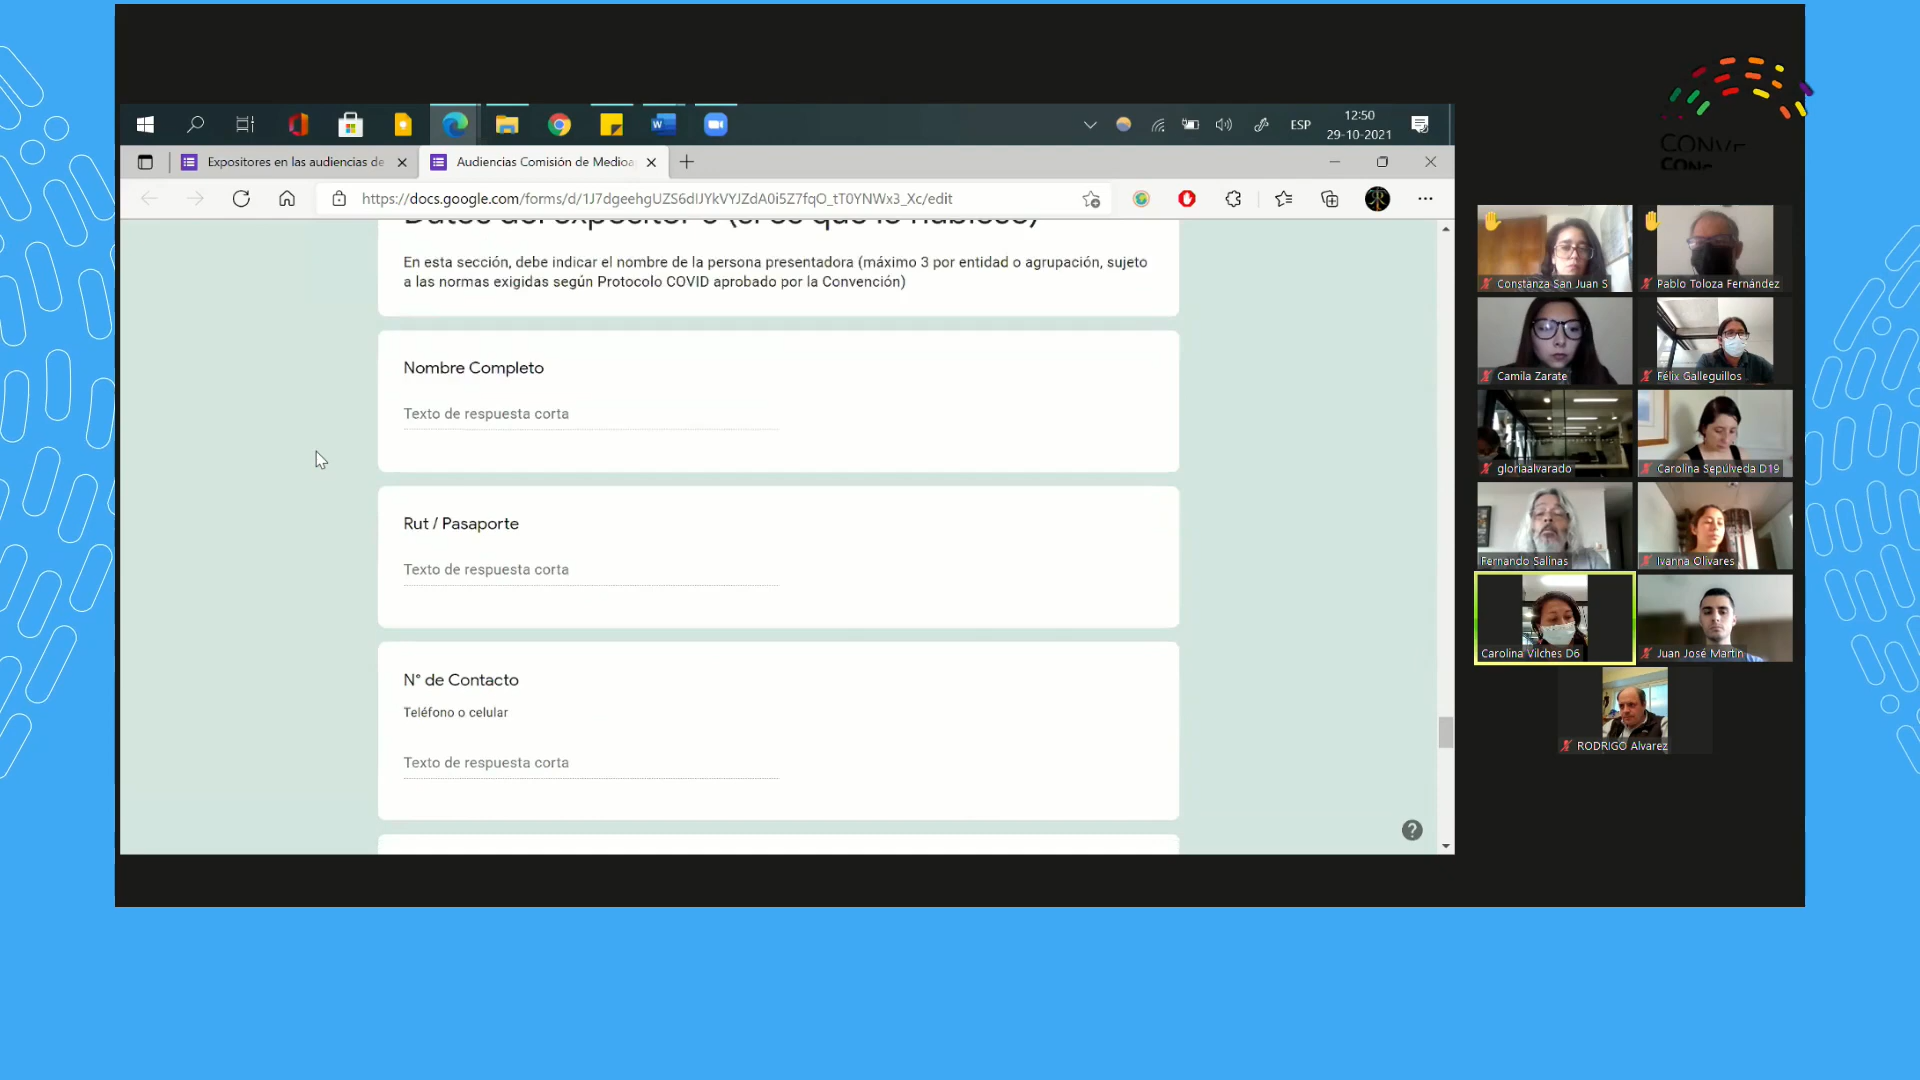 12:50
ESP
29-10-2021
Expositores en las audiencias de
Audiencias Comisión de Medioa
https://docs.google.com/forms/d/1J7dgeehgUZS6dIJYkVYJZdA0i5Z7fqO_tT0YNWx3_Xc/edit
En esta sección, debe indicar el nombre de la persona presentadora (máximo 3 por entidad o agrupación, sujeto
a las normas exigidas según Protocolo COVID aprobado por la Convención)
Nombre Completo
Texto de respuesta corta
Rut / Pasaporte
Texto de respuesta corta
N° de Contacto
Teléfono o celular
Texto de respuesta corta
Constanza San Juan S
Pablo Toloza Fernández
Camila Zarate
Félix Galleguillos
gloriaalvarado
Carolina Sepúlveda D19
Fernando Salinas
Ivanna Olivares
Carolina Vilches D6
Juan José Martin
RODRIGO Alvarez